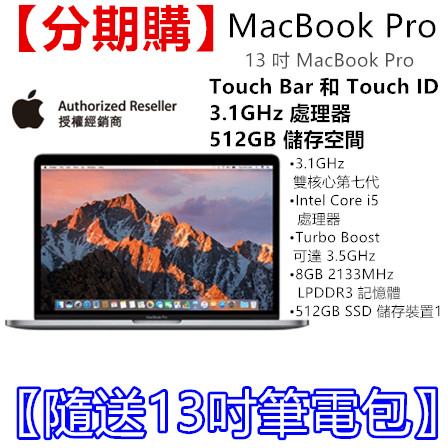 【分期購】MacBook Pro
13 吋 MacBook Pro
Touch Bar 和 Touch ID
3.1GHz 處理器
512GB 儲存空間
Authorized Reseller
授權經銷商
•3.1GHz
雙核心第七代
•Intel Core i5
處理器
•Turbo Boost
可達 3.5GHz
•8GB 2133MHz
LPDDR3 記憶體
•512GB SSD 儲存裝置1
MacBook Pro
【隨送13吋筆電包】